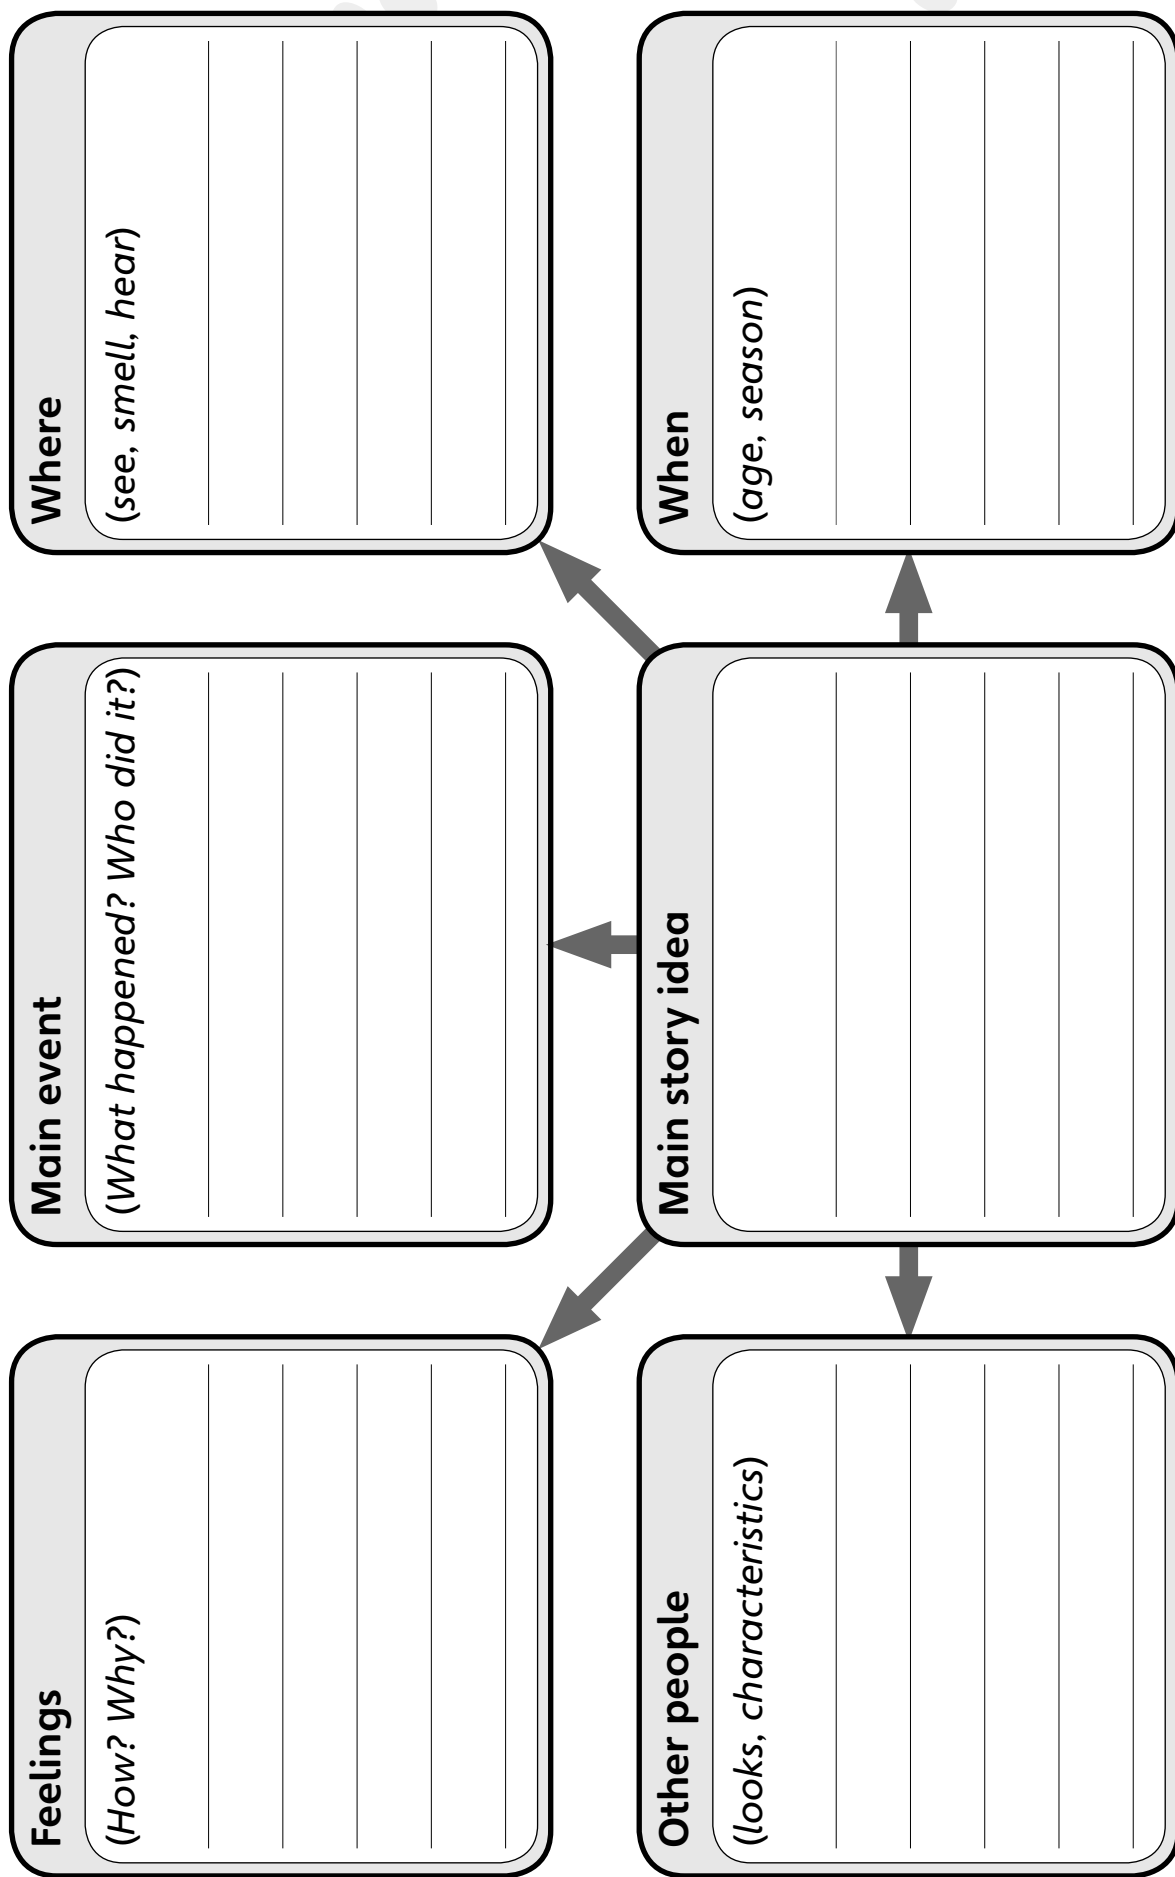 Feelings
(How? Why?)
Main event
(What happened? Who did it?)
Where
(see, smell, hear)
Other people
(looks, characteristics)
Main story idea
When
(age, season)